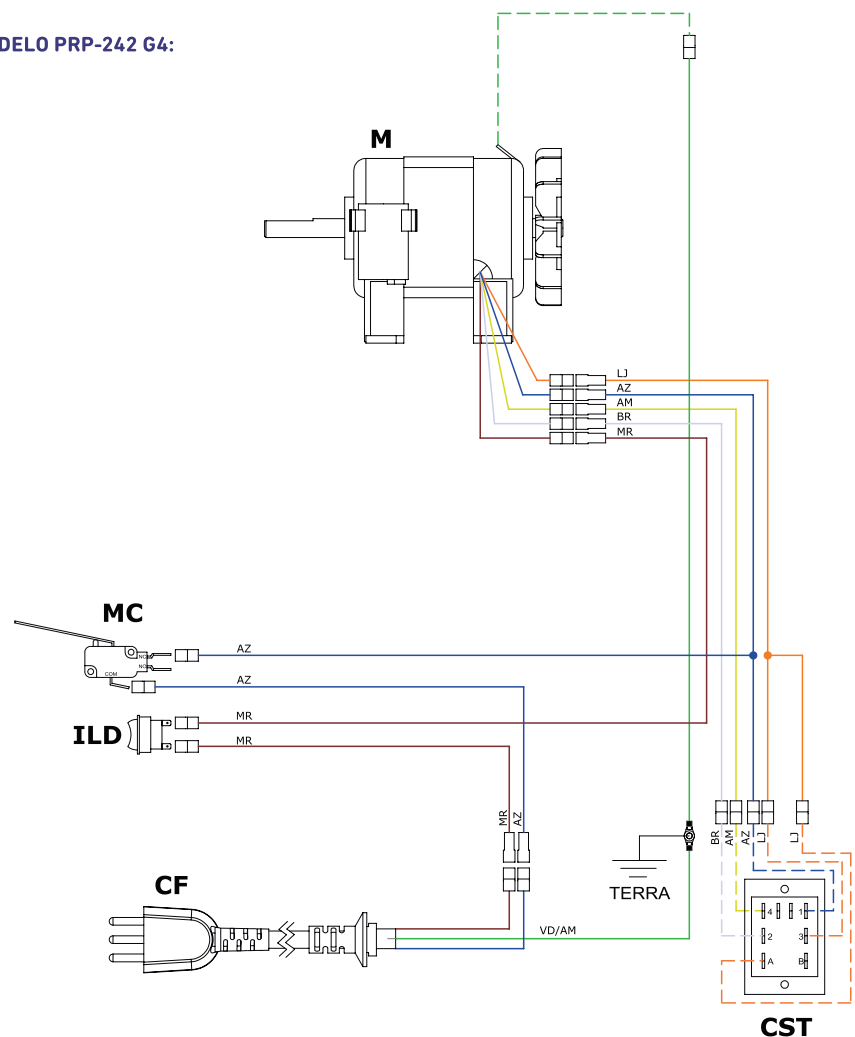 DELO PRP-242 G4:
M
LJ
AZ
AM
BR
MR
MC
NC
NO
COM
AZ
AZ
ILD
MR
MR
MR
AZ
BR
AM
AZ
LJ
LJ
TERRA
CF
VD/AM
4
1
2
3
A
B
CST